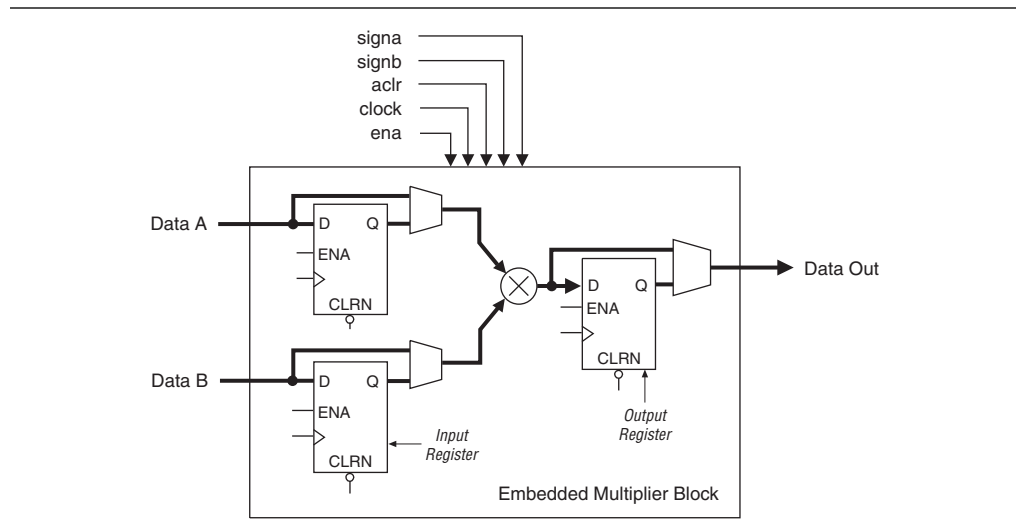 signa
signb
aclr
clock
ena
Data A
D Q
ENA
CLRN
Data Out
D Q
ENA
CLRN
Data B
D Q
ENA
CLRN
Input
Register
Output
Register
Embedded Multiplier Block